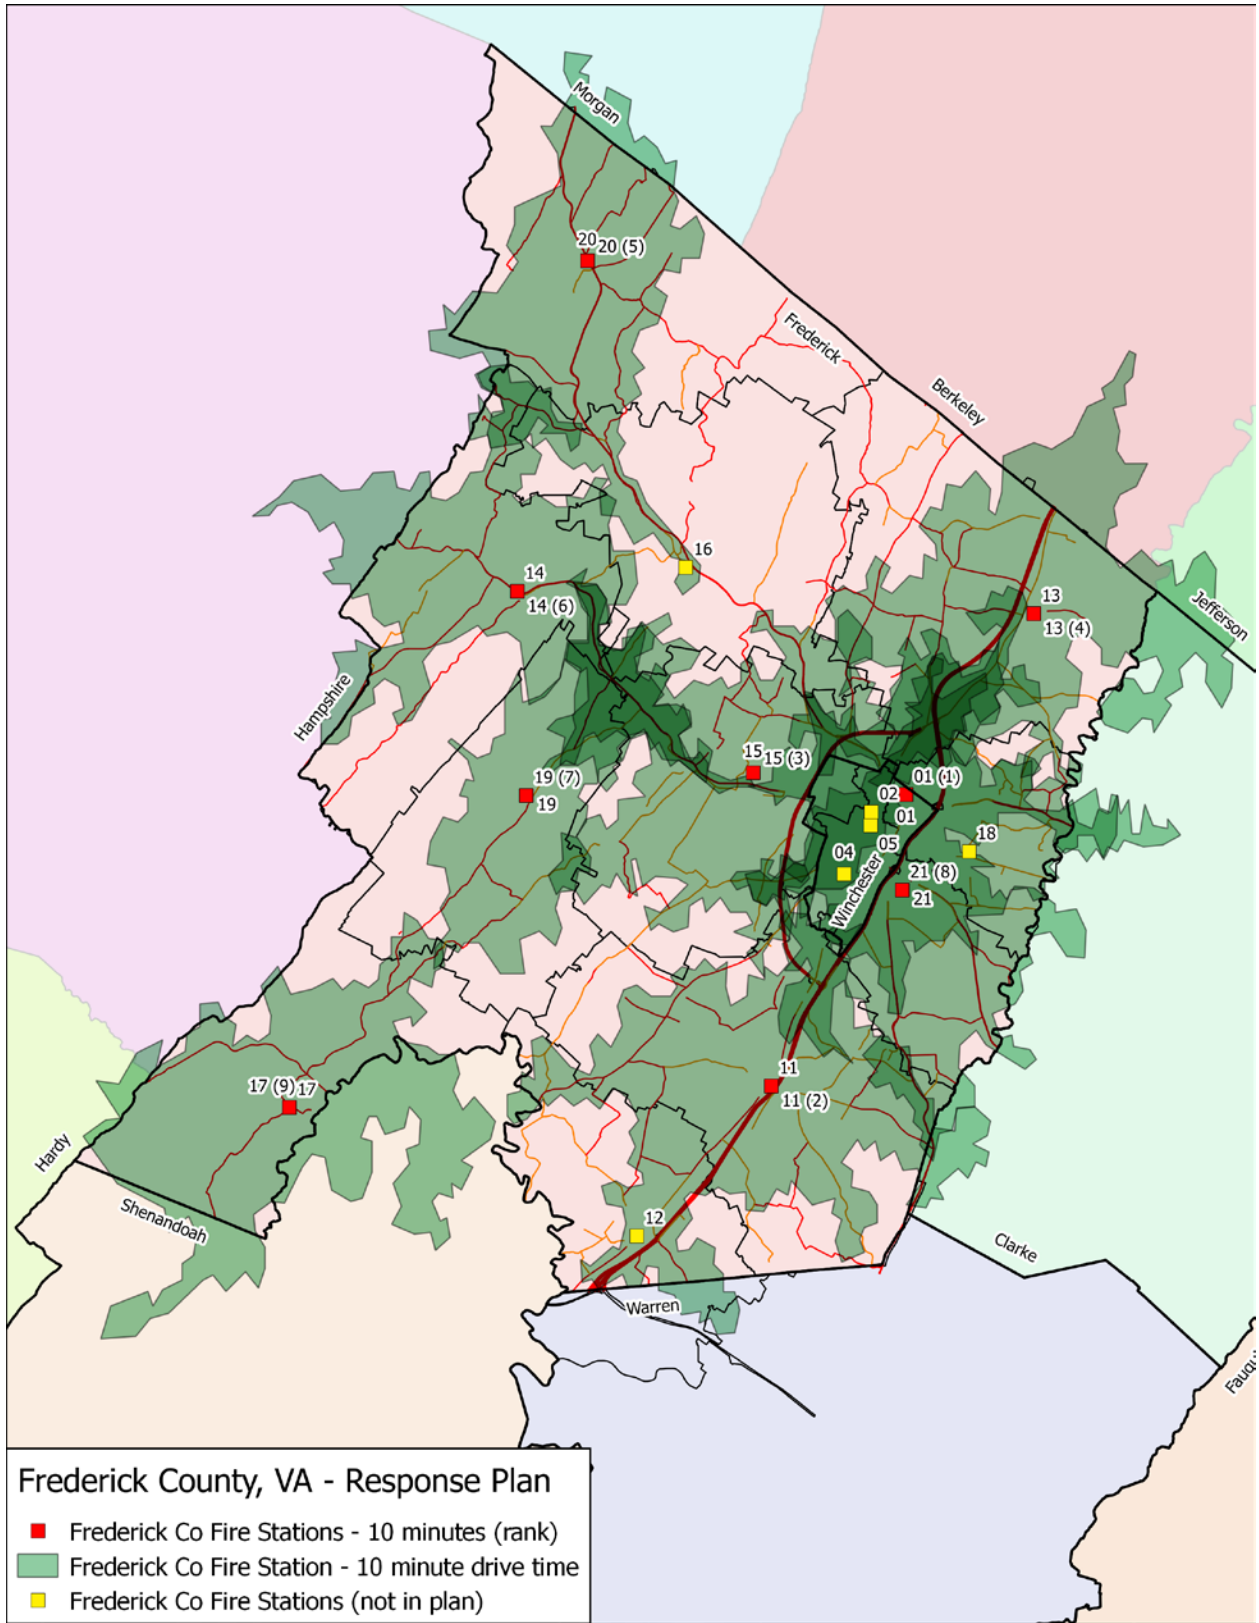 Morgan
20 20 (5)
Frederick
Berkeley
16
14
14 (6)
13
13 (4)
Jefferson
Hampshire
15 15 (3)
19 (7)
19
01 (1)
02
01
05
18
04
Winchester
21 (8)
21
11
11 (2)
17 (9) 17
Hardy
Shenandoah
12
Clarke
Warren
Fauqui
Frederick County, VA - Response Plan
Frederick Co Fire Stations - 10 minutes (rank)
Frederick Co Fire Station - 10 minute drive time
Frederick Co Fire Stations (not in plan)